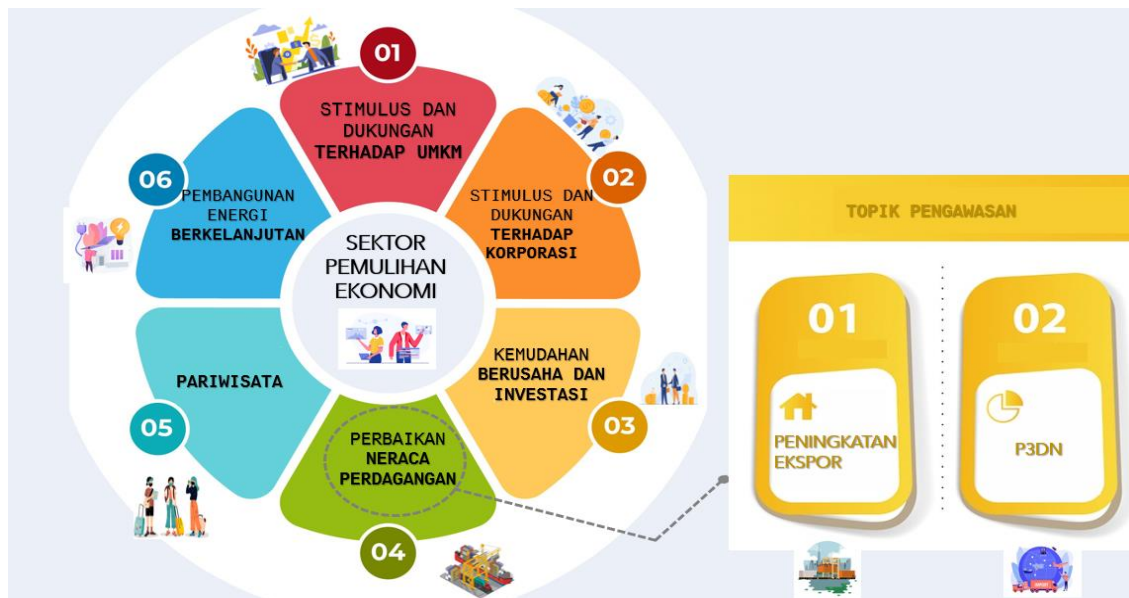 01
STIMULUS DAN
DUKUNGAN
TERHADAP UMKM
02
STIMULUS DAN
DUKUNGAN
TERHADAP
KORPORASI
03
KEMUDAHAN
BERUSAHA DAN
INVESTASI
04
PERBAIKAN
NERACA
PERDAGANGAN
05
PARIWISATA
06
PEMBANGUNAN
ENERGI
BERKELANJUTAN
SEKTOR
PEMULIHAN
EKONOMI
TOPIK PENGAWASAN
01
PENINGKATAN
EKSPOR
02
P3DN